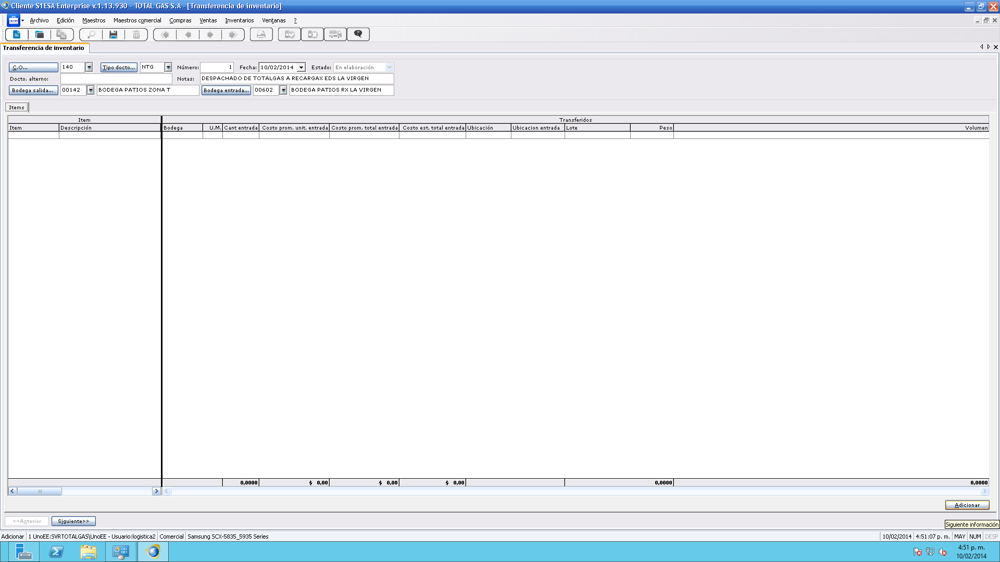 Cliente S1ESA Enterprise v.1.13.930 - TOTAL GAS S.A - [Transferencia de inventario]
Archivo Edición Maestros Maestros comercial Compras Ventas Inventarios Ventanas ?
Transferencia de inventario
C.O... 140 Tipo docto... NTG Número: 1 Fecha: 10/02/2014 Estado: En elaboración
Docto. alterno: Notas: DESPACHADO DE TOTALGAS A RECARGAX EDS LA VIRGEN
Bodega salida... 00142 BODEGA PATIOS ZONA T Bodega entrada... 00602 BODEGA PATIOS RX LA VIRGEN
Items
Item Transferidos
Item Descripción Bodega U.M. Cant entrada Costo prom. unit. entrada Costo prom. total entrada Costo est. total entrada Ubicación Ubicacion entrada Lote Peso Volumen
0,0000 $ 0,00 $ 0,00 $ 0,00 0,0000 0,0000
Adicionar
<<Anterior Siguiente>>
Siguiente información
Adicionar 1 UnoEE:SVRTOTALGAS\UnoEE - Usuario:logistica2 Comercial Samsung SCX-5835_5935 Series 10/02/2014 4:51:07 p. m. MAY NUM DESP
4:51 p. m.
10/02/2014